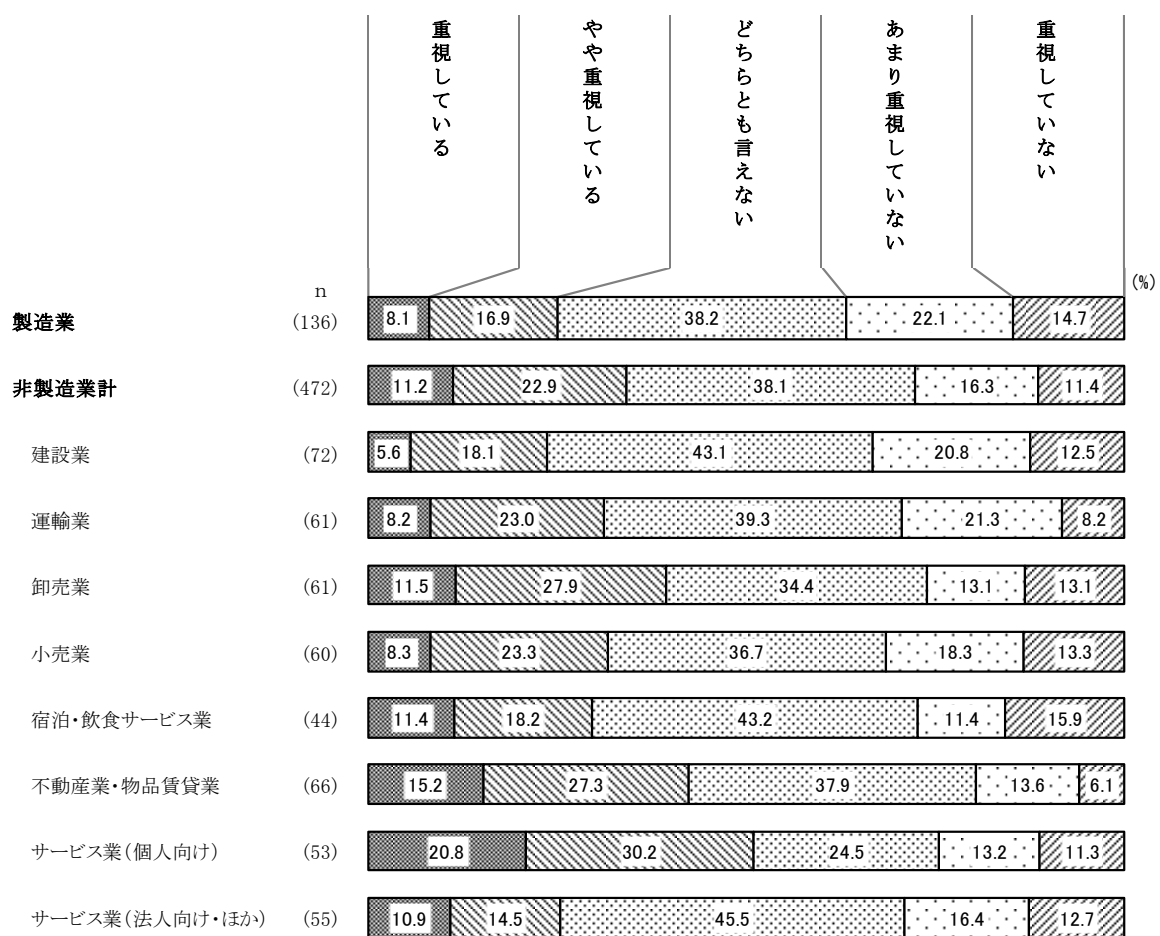 重視している
やや重視している
どちらとも言えない
あまり重視していない
重視していない
(%)
n
製造業 (136) 8.1 16.9 38.2 22.1 14.7
非製造業計 (472) 11.2 22.9 38.1 16.3 11.4
建設業 (72) 5.6 18.1 43.1 20.8 12.5
運輸業 (61) 8.2 23.0 39.3 21.3 8.2
卸売業 (61) 11.5 27.9 34.4 13.1 13.1
小売業 (60) 8.3 23.3 36.7 18.3 13.3
宿泊・飲食サービス業 (44) 11.4 18.2 43.2 11.4 15.9
不動産業・物品賃貸業 (66) 15.2 27.3 37.9 13.6 6.1
サービス業(個人向け) (53) 20.8 30.2 24.5 13.2 11.3
サービス業(法人向け・ほか) (55) 10.9 14.5 45.5 16.4 12.7